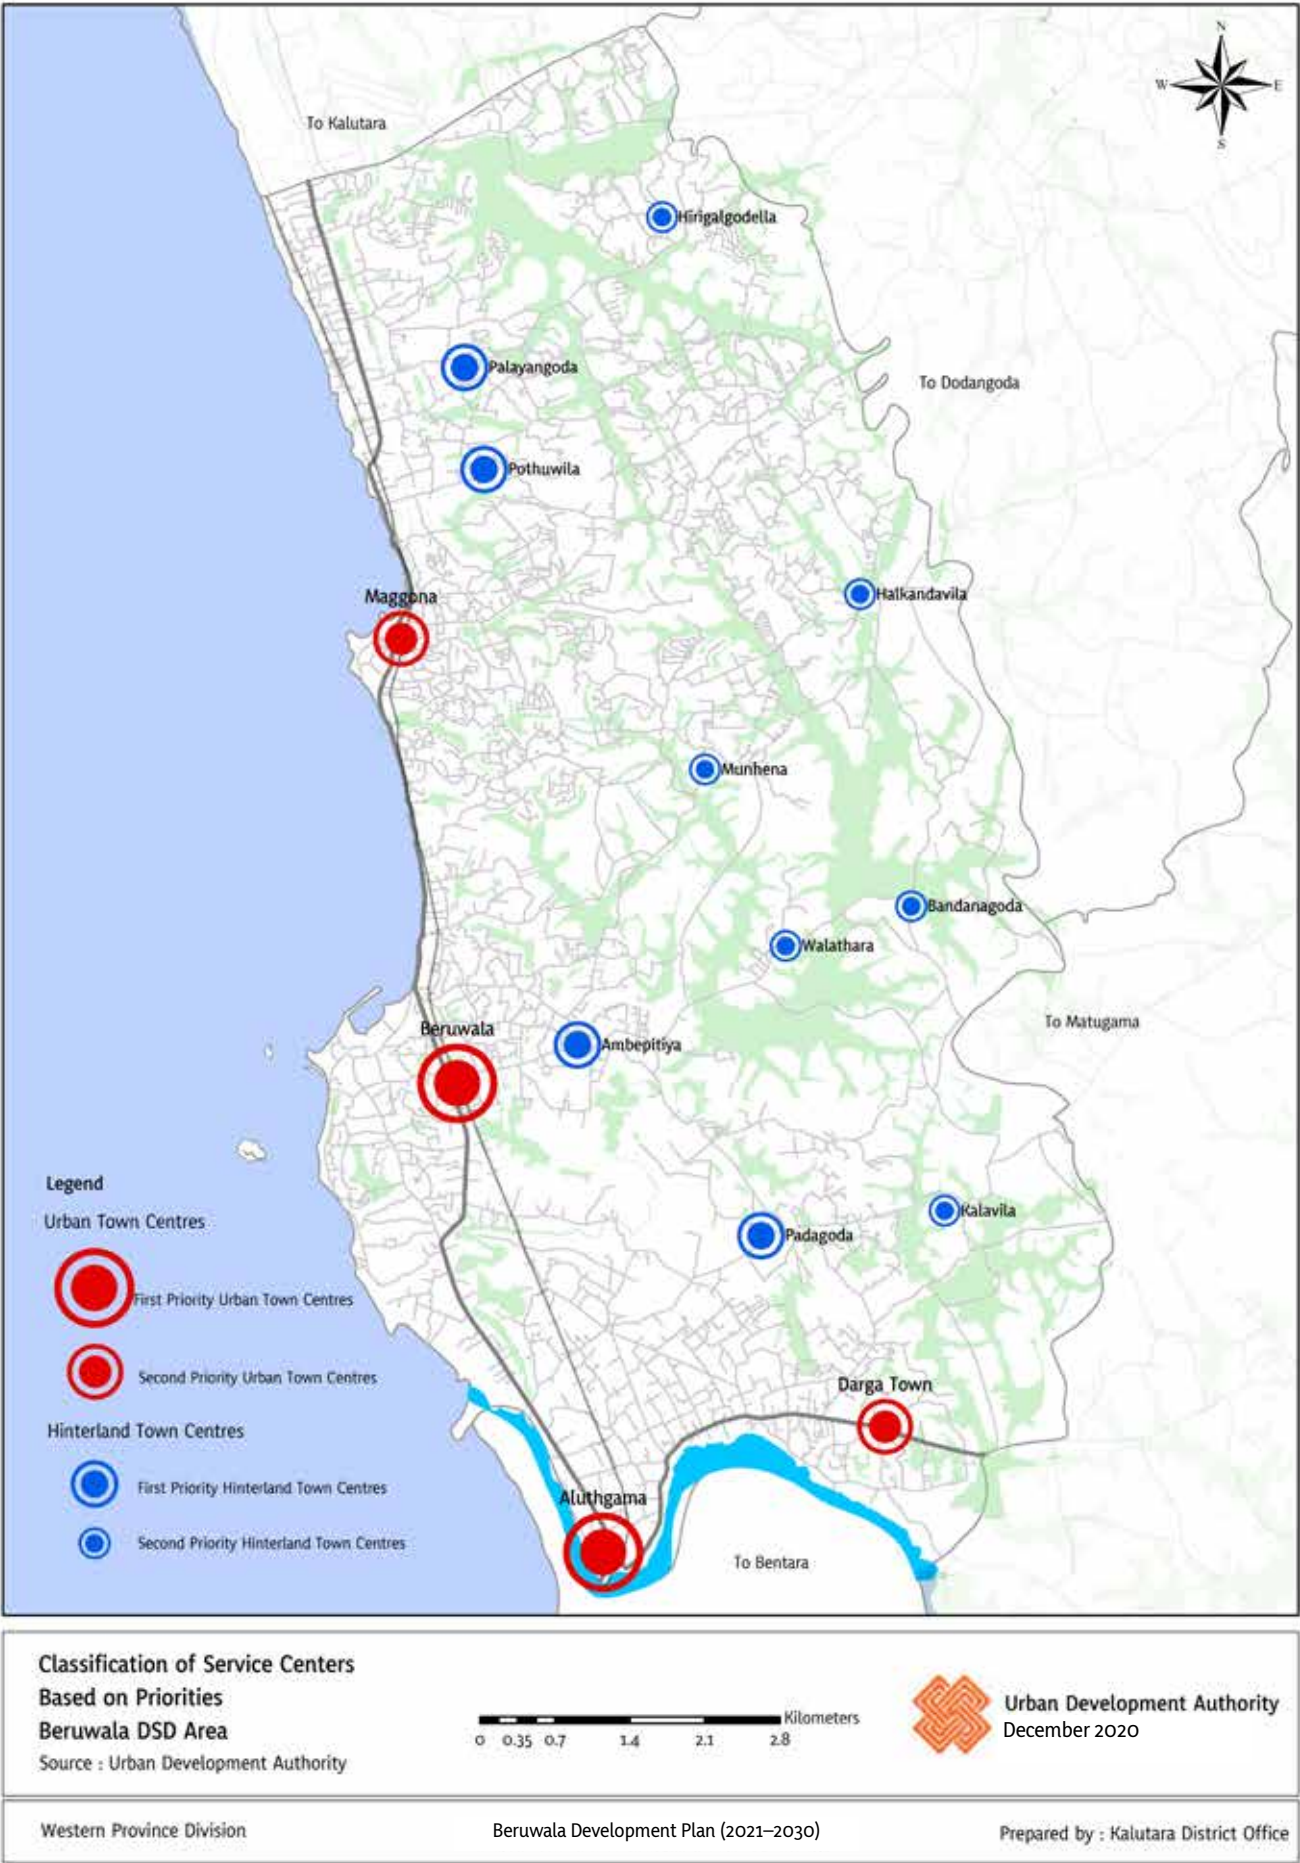 N
W
E
S
To Kalutara
Hirigalgodella
Palayangoda
To Dodangoda
Pothuwila
Halkandavila
Maggona
Munhena
Bandanagoda
Walathara
To Matugama
Beruwala
Ambepitiya
Legend
Urban Town Centres
First Priority Urban Town Centres
Second Priority Urban Town Centres
Hinterland Town Centres
First Priority Hinterland Town Centres
Second Priority Hinterland Town Centres
Kalavila
Padagoda
Darga Town
Aluthgama
To Bentara
Classification of Service Centers
Based on Priorities
Beruwala DSD Area
Source : Urban Development Authority
Kilometers
0 0.35 0.7 1.4 2.1 2.8
Urban Development Authority
December 2020
Western Province Division
Beruwala Development Plan (2021–2030)
Prepared by : Kalutara District Office